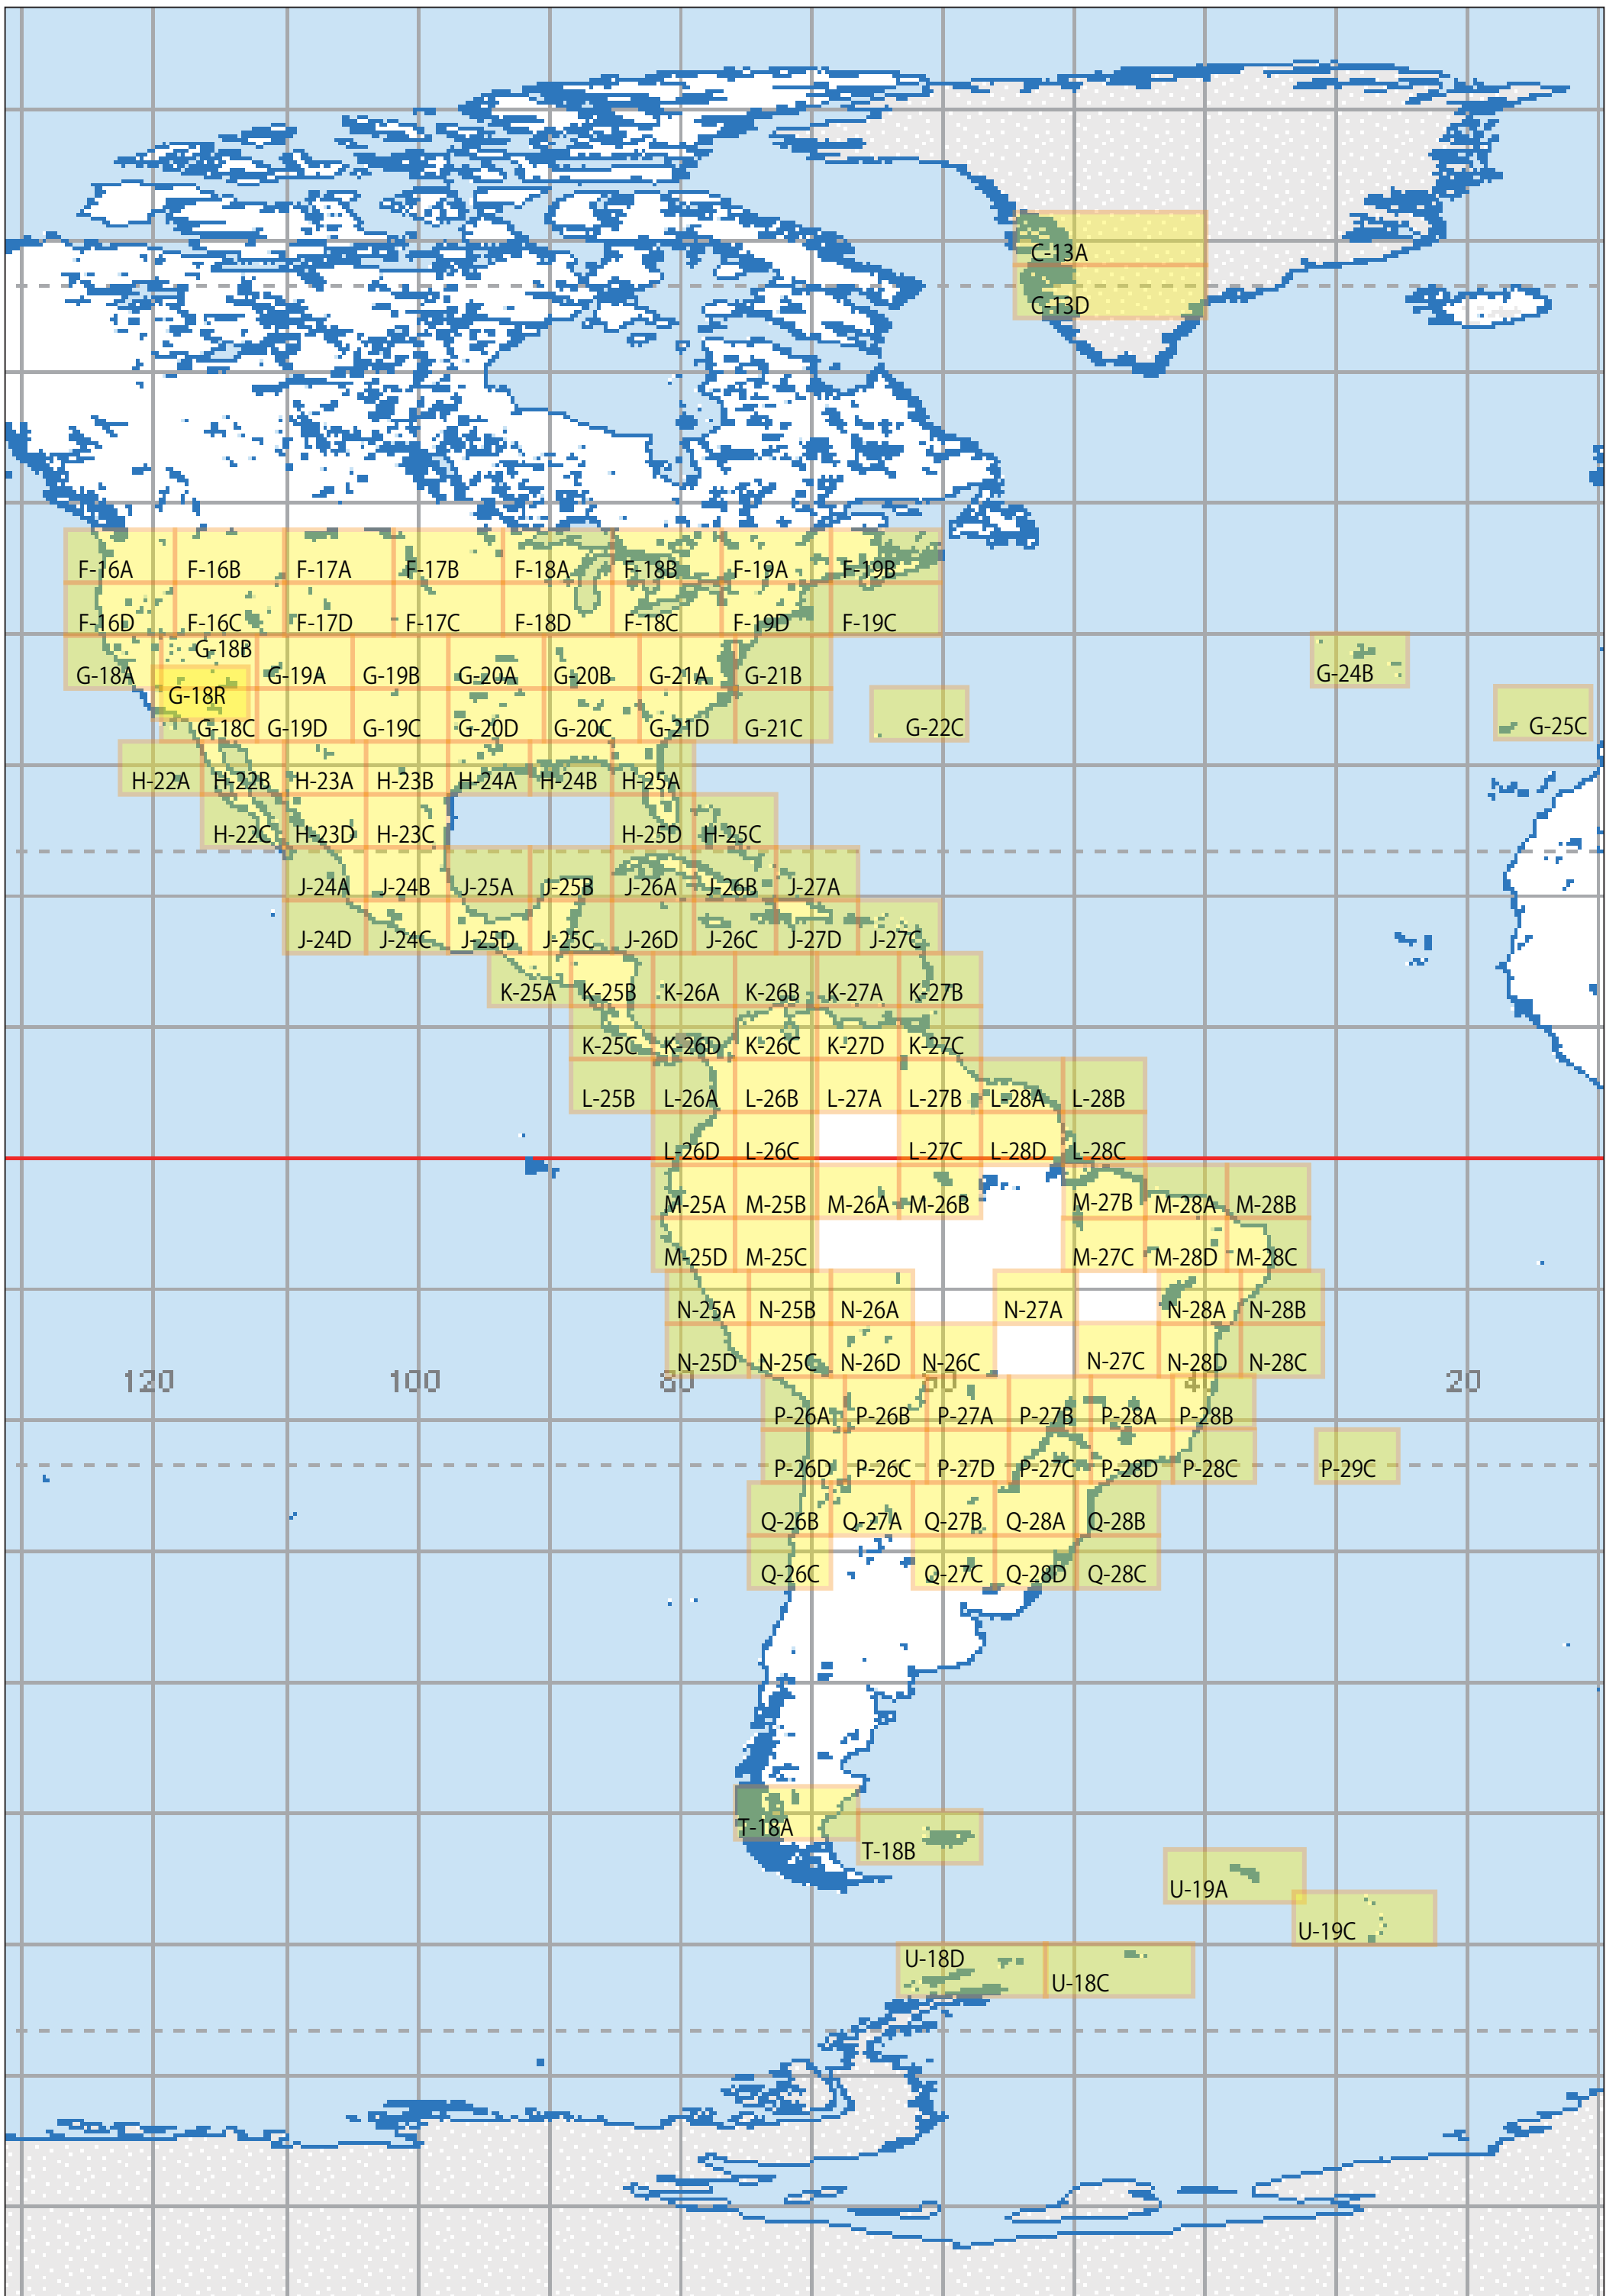 C-13A
C-13D
F-16A F-16B F-17A F-17B F-18A F-18B F-19A F-19B
F-16D F-16C F-17D F-17C F-18D F-18C F-19D F-19C
G-18A G-18B G-19A G-19B G-20A G-20B G-21A G-21B G-24B
G-18R
G-18C G-19D G-19C G-20D G-20C G-21D G-21C G-22C G-25C
H-22A H-22B H-23A H-23B H-24A H-24B H-25A
H-22C H-23D H-23C H-25D H-25C
J-24A J-24B J-25A J-25B J-26A J-26B J-27A
J-24D J-24C J-25D J-25C J-26D J-26C J-27D J-27C
K-25A K-25B K-26A K-26B K-27A K-27B
K-25C K-26D K-26C K-27D K-27C
L-25B L-26A L-26B L-27A L-27B L-28A L-28B
L-26D L-26C L-27C L-28D L-28C
M-25A M-25B M-26A M-26B M-27B M-28A M-28B
M-25D M-25C M-27C M-28D M-28C
N-25A N-25B N-26A N-27A N-28A N-28B
N-25D N-25C N-26D N-26C N-27C N-28D N-28C
120 100 80 60 40 20
P-26A P-26B P-27A P-27B P-28A P-28B
P-26D P-26C P-27D P-27C P-28D P-28C P-29C
Q-26B Q-27A Q-27B Q-28A Q-28B
Q-26C Q-27C Q-28D Q-28C
T-18A
T-18B
U-19A
U-19C
U-18D
U-18C